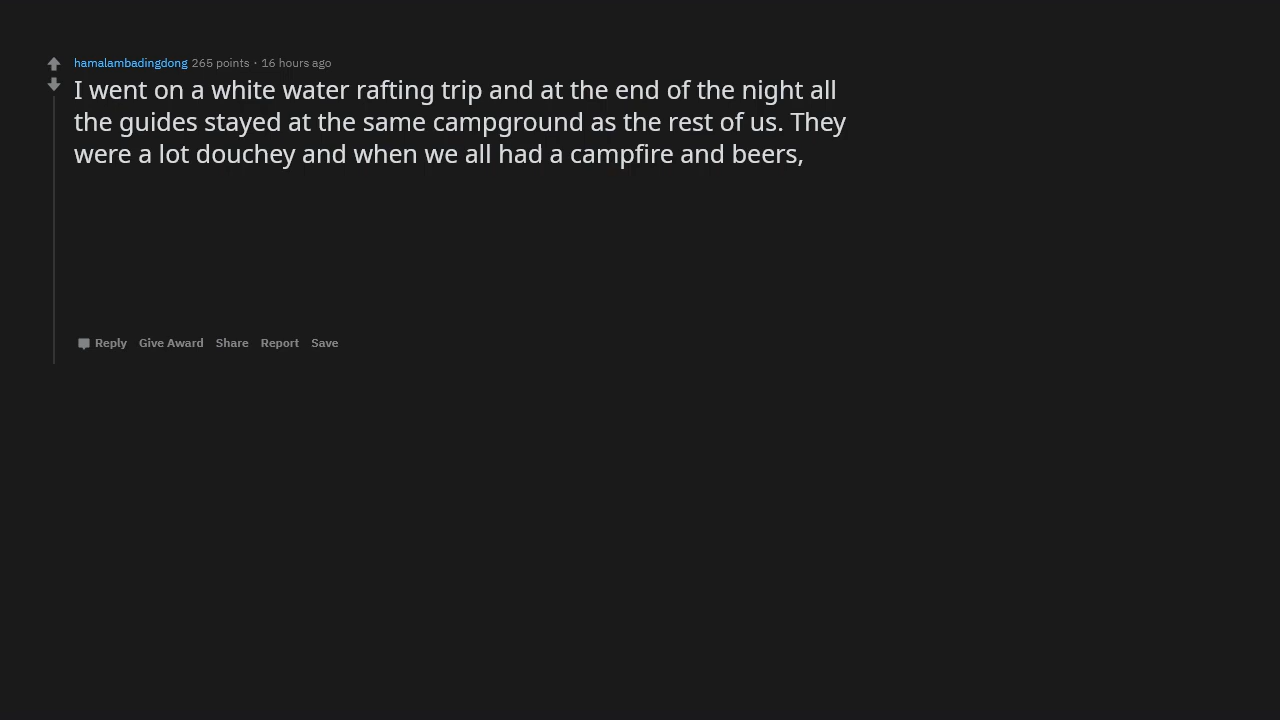 hamalambadingdong 265 points · 16 hours ago
I went on a white water rafting trip and at the end of the night all
the guides stayed at the same campground as the rest of us. They
were a lot douchey and when we all had a campfire and beers,
Reply Give Award Share Report Save